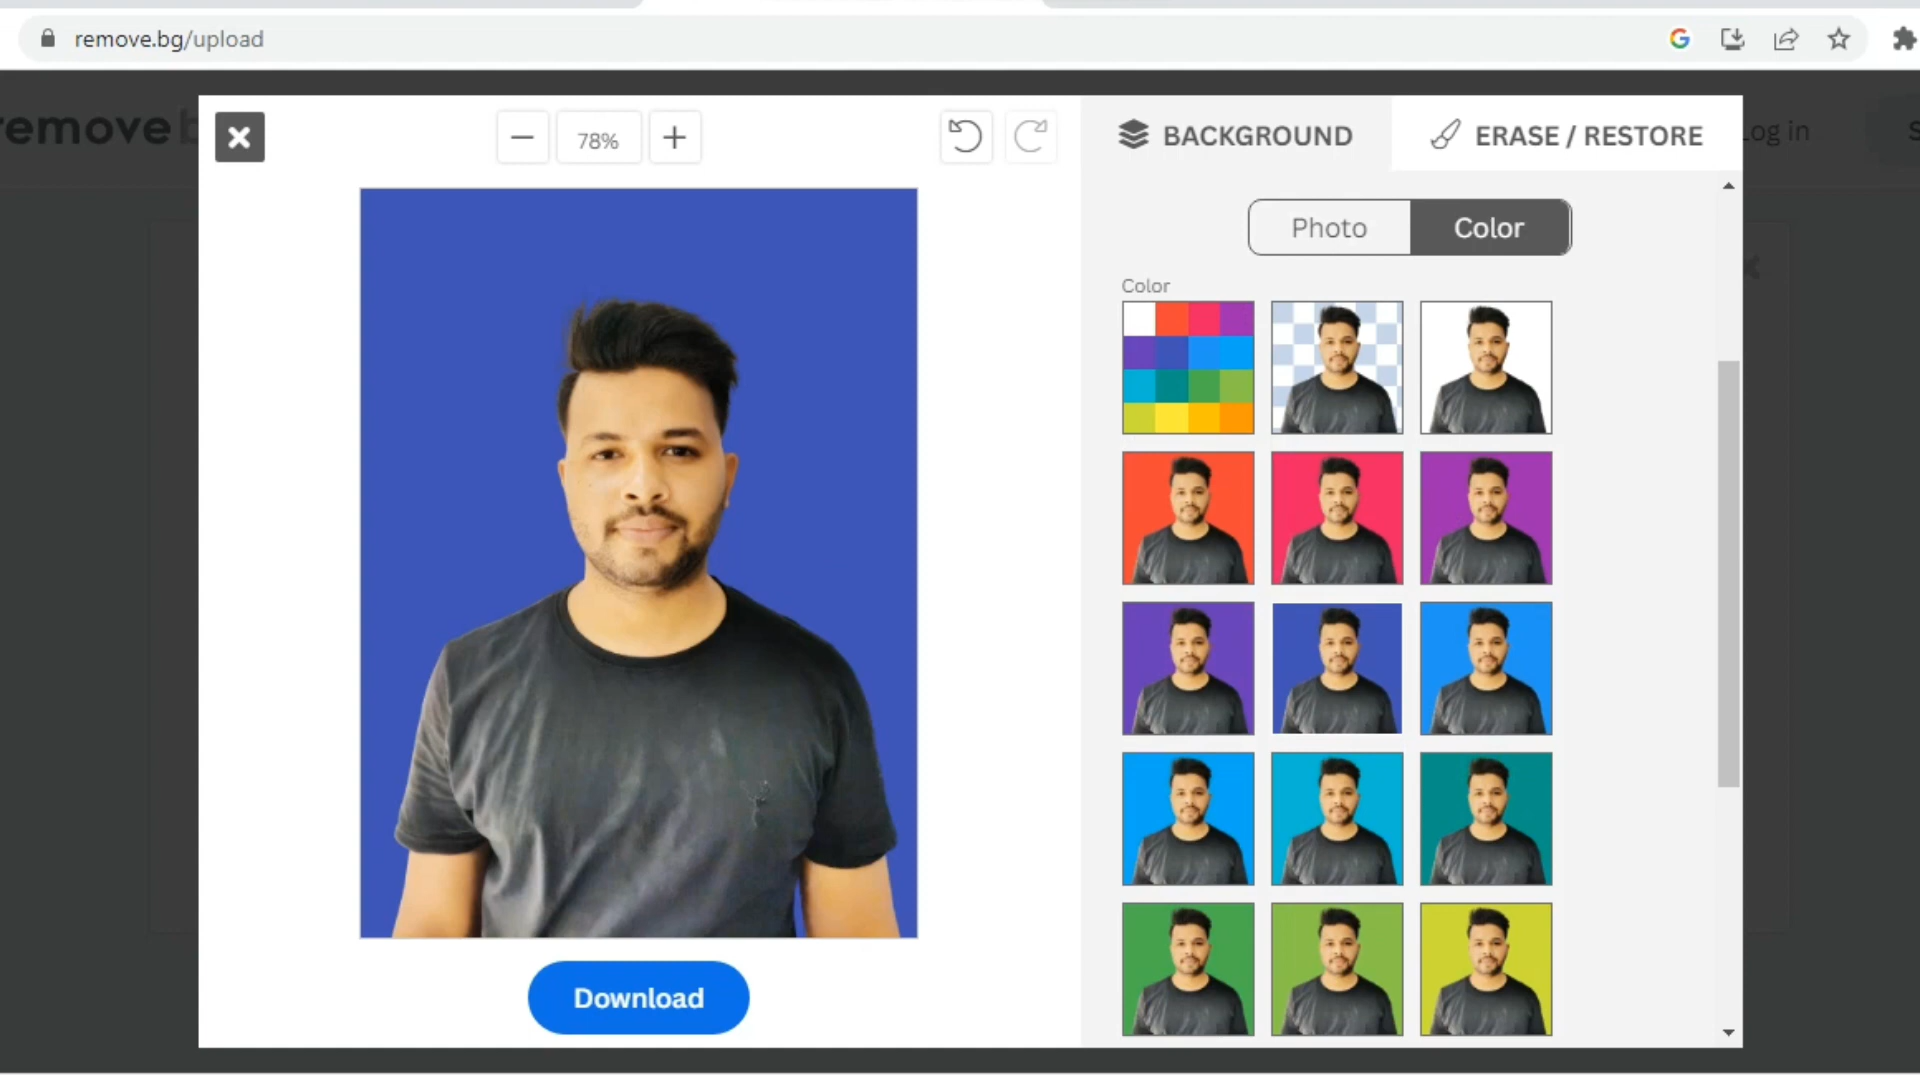 remove.bg/upload
remove b
78%
BACKGROUND
ERASE / RESTORE
Log in
S
Photo
Color
Color
Download